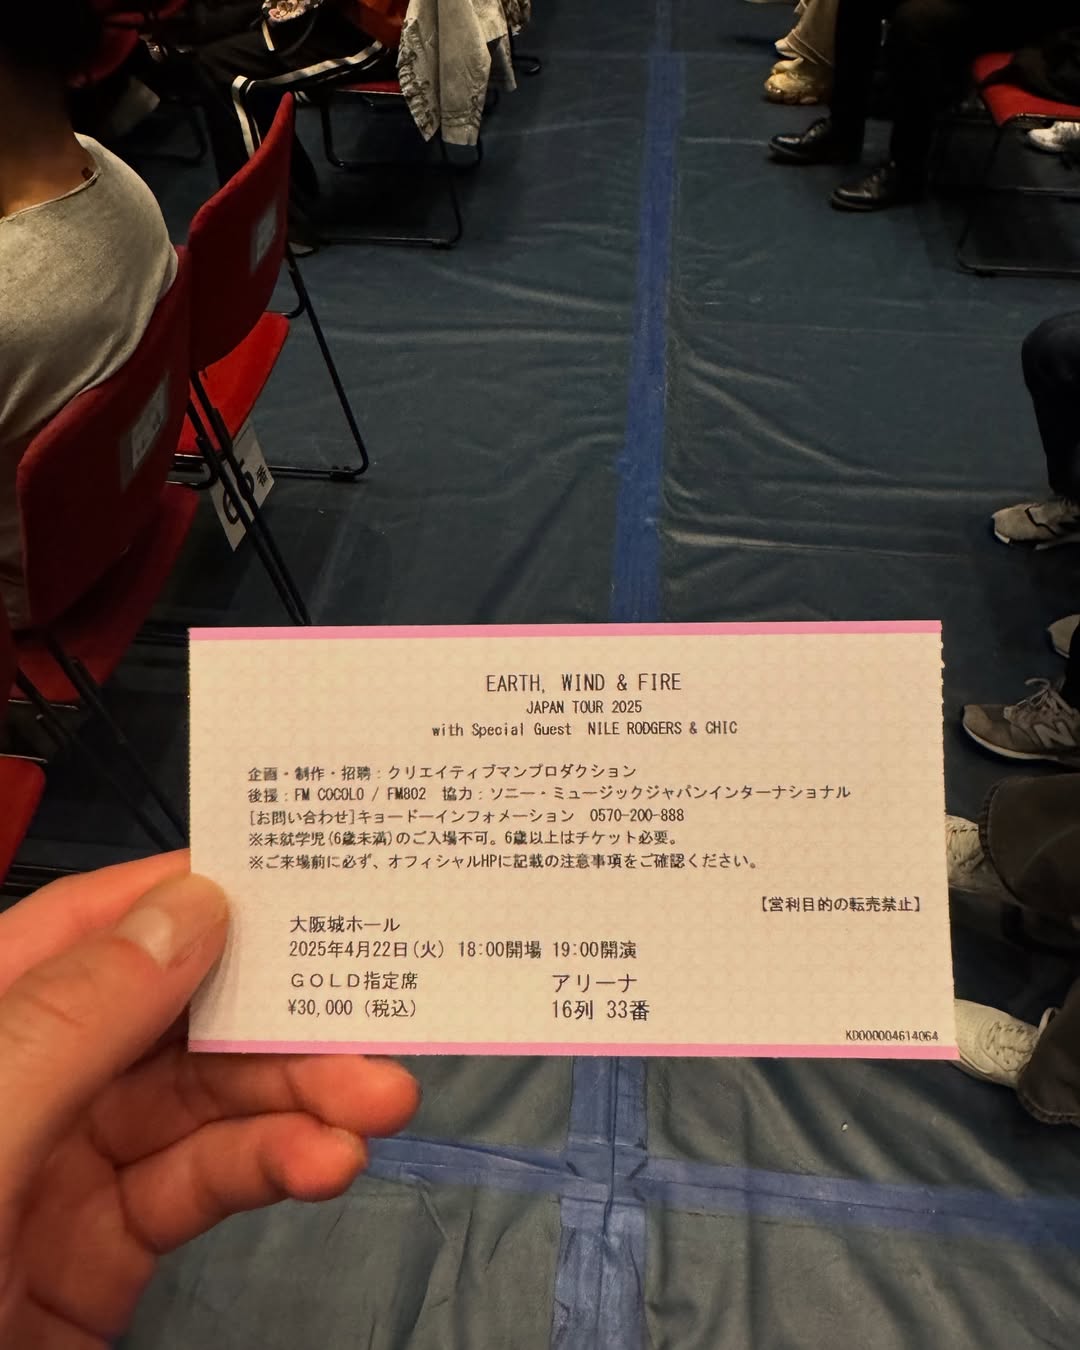 EARTH, WIND & FIRE
JAPAN TOUR 2025
with Special Guest NILE RODGERS & CHIC
企画・制作・招聘：クリエイティブマンプロダクション
後援：FM COCOLO / FM802 協力：ソニー・ミュージックジャパンインターナショナル
[お問い合わせ]キョードーインフォメーション 0570-200-888
※未就学児(6歳未満)のご入場不可。6歳以上はチケット必要。
※ご来場前に必ず、オフィシャルHPに記載の注意事項をご確認ください。
【営利目的の転売禁止】
大阪城ホール
2025年4月22日(火) 18:00開場 19:00開演
GOLD指定席 アリーナ
¥30,000 (税込) 16列 33番
KD000004614064